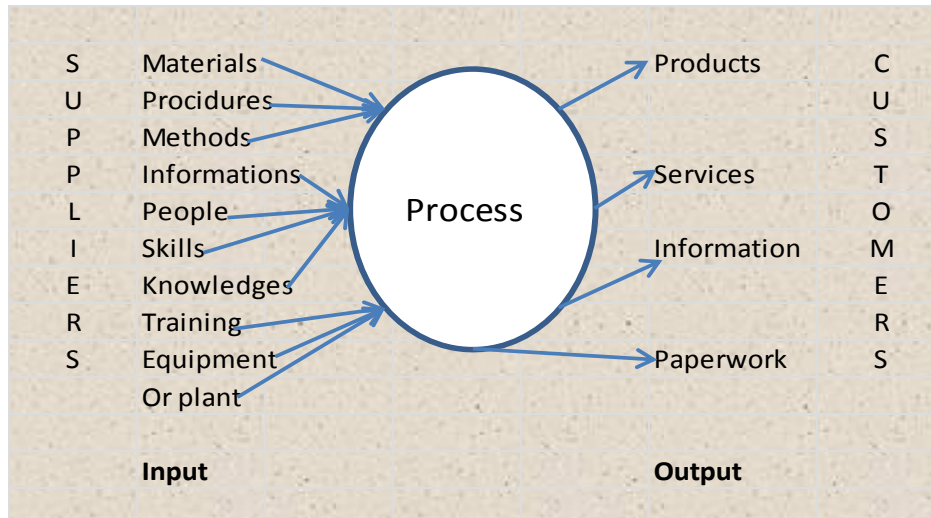 S Materials Products C
U Procidures U
P Methods S
P Informations Services T
L People Process O
I Skills Information M
E Knowledges E
R Training R
S Equipment Paperwork S
Or plant
Input Output